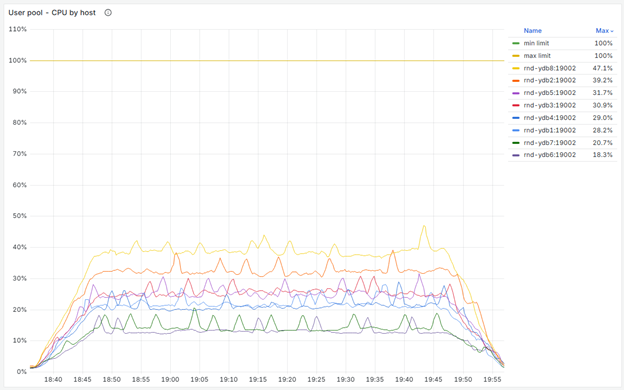 User pool - CPU by host
110%
100%
90%
80%
70%
60%
50%
40%
30%
20%
10%
0%
18:40 18:45 18:50 18:55 19:00 19:05 19:10 19:15 19:20 19:25 19:30 19:35 19:40 19:45 19:50 19:55
Name Max
min limit 100%
max limit 100%
rnd-ydb8:19002 47.1%
rnd-ydb2:19002 39.2%
rnd-ydb5:19002 31.7%
rnd-ydb3:19002 30.9%
rnd-ydb4:19002 29.0%
rnd-ydb1:19002 28.2%
rnd-ydb7:19002 20.7%
rnd-ydb6:19002 18.3%